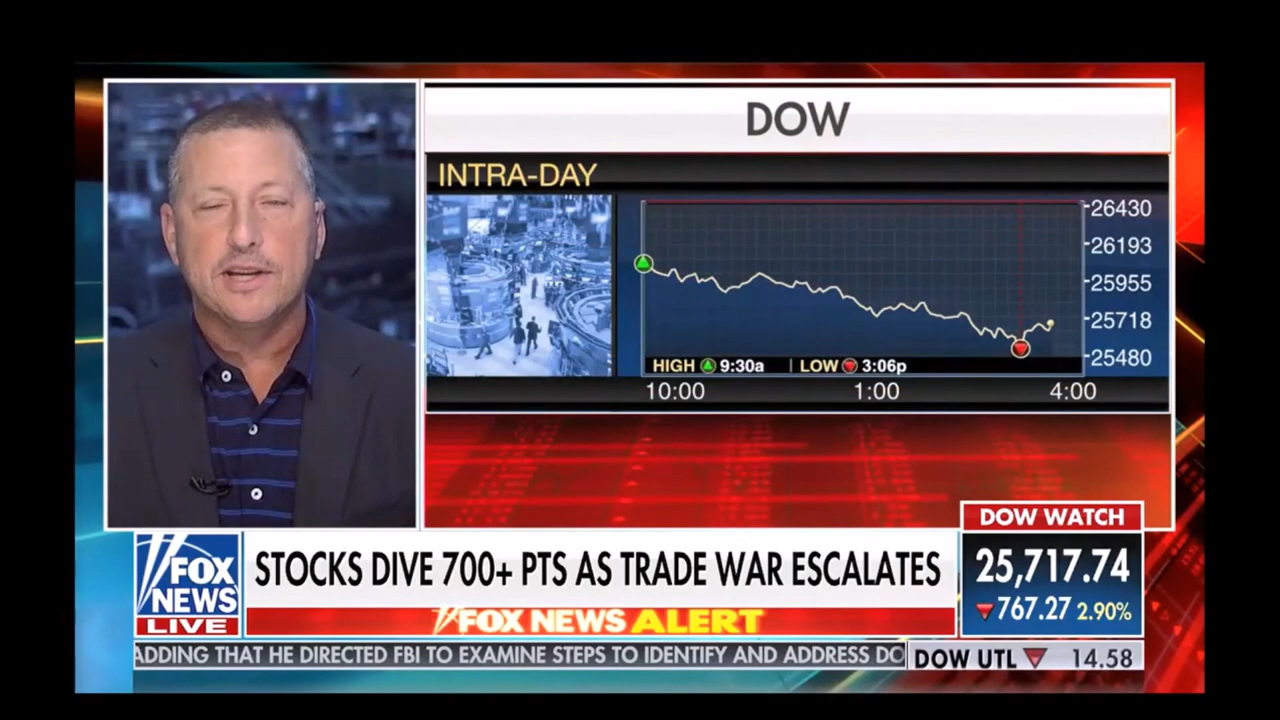 DOW
INTRA-DAY
26430
26193
25955
25718
25480
HIGH 9:30a | LOW 3:06p
10:00 1:00 4:00
DOW WATCH
25,717.74
767.27 2.90%
FOX
NEWS
LIVE
STOCKS DIVE 700+ PTS AS TRADE WAR ESCALATES
FOX NEWS ALERT
ADDING THAT HE DIRECTED FBI TO EXAMINE STEPS TO IDENTIFY AND ADDRESS DO
DOW UTL 14.58